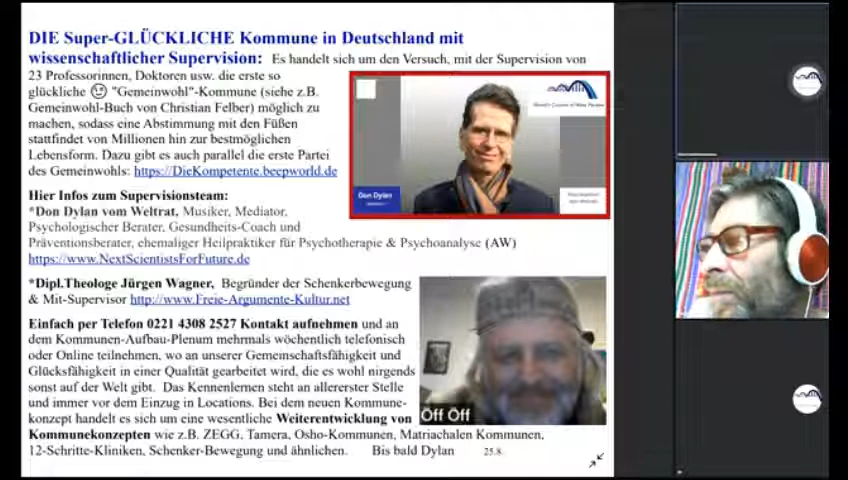 DIE Super-GLÜCKLICHE Kommune in Deutschland mit
wissenschaftlicher Supervision: Es handelt sich um den Versuch, mit der Supervision von
23 Professorinnen, Doktoren usw. die erste so
glückliche 😉 "Gemeinwohl"-Kommune (siehe z.B.
Gemeinwohl-Buch von Christian Felber) möglich zu
machen, sodass eine Abstimmung mit den Füßen
stattfindet von Millionen hin zur bestmöglichen
Lebensform. Dazu gibt es auch parallel die erste Partei
des Gemeinwohls: https://DieKompetente.beepworld.de
Don Dylan
Hier Infos zum Supervisionsteam:
*Don Dylan vom Weltrat, Musiker, Mediator,
Psychologischer Berater, Gesundheits-Coach und
Präventionsberater, ehemaliger Heilpraktiker für Psychotherapie & Psychoanalyse (AW)
https://www.NextScientistsForFuture.de
*Dipl.Theologe Jürgen Wagner, Begründer der Schenkerbewegung
& Mit-Supervisor http://www.Freie-Argumente-Kultur.net
Einfach per Telefon 0221 4308 2527 Kontakt aufnehmen und an
dem Kommunen-Aufbau-Plenum mehrmals wöchentlich telefonisch
oder Online teilnehmen, wo an unserer Gemeinschaftsfähigkeit und
Glücksfähigkeit in einer Qualität gearbeitet wird, die es wohl nirgends
sonst auf der Welt gibt. Das Kennenlernen steht an allererster Stelle
und immer vor dem Einzug in Locations. Bei dem neuen Kommune-
konzept handelt es sich um eine wesentliche Weiterentwicklung von
Kommunekonzepten wie z.B. ZEGG, Tamera, Osho-Kommunen, Matriachalen Kommunen,
12-Schritte-Kliniken, Schenker-Bewegung und ähnlichen. Bis bald Dylan 25.8.
Öff Öff